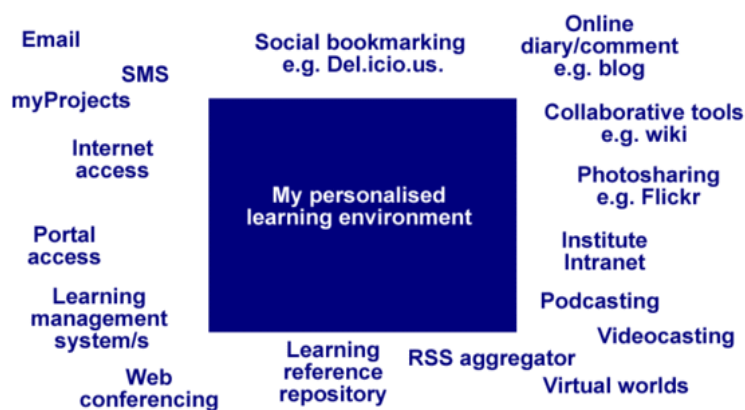 Email
SMS
myProjects
Internet
access
Portal
access
Learning
management
system/s
Web
conferencing
Social bookmarking
e.g. Del.icio.us.
My personalised
learning environment
Learning
reference
repository
RSS aggregator
Online
diary/comment
e.g. blog
Collaborative tools
e.g. wiki
Photosharing
e.g. Flickr
Institute
Intranet
Podcasting
Videocasting
Virtual worlds